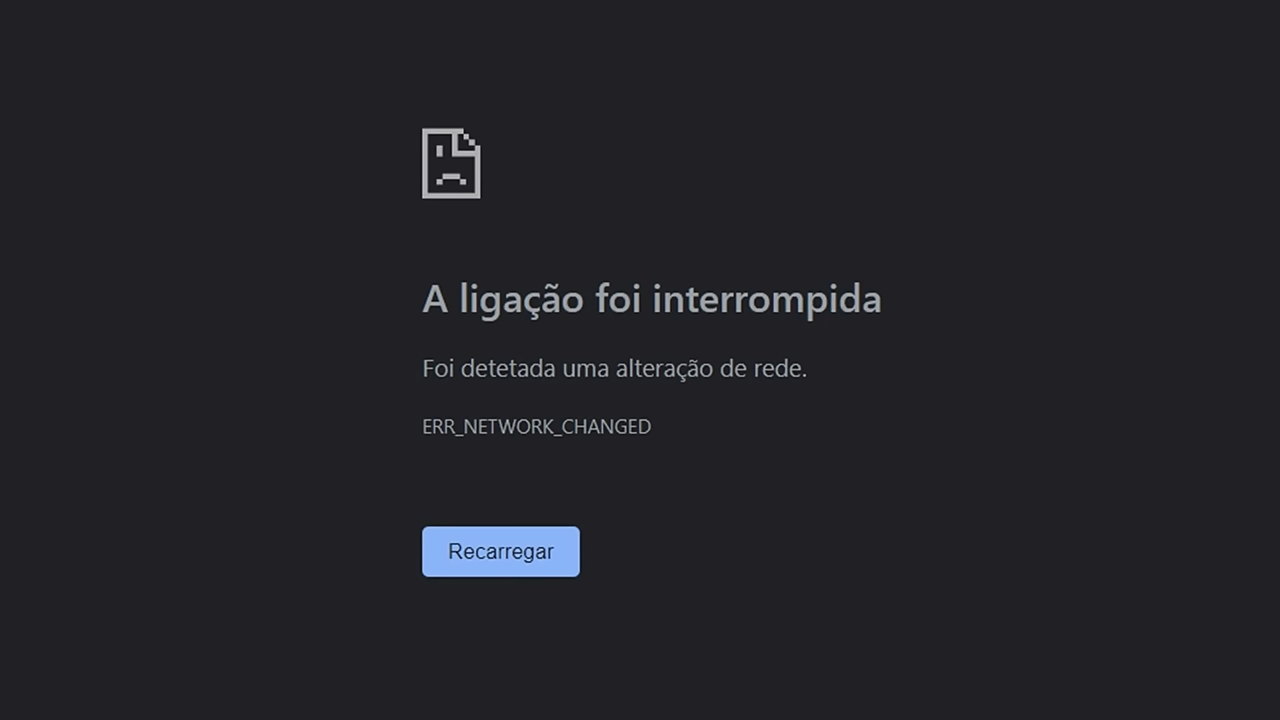 A ligação foi interrompida
Foi detetada uma alteração de rede.
ERR_NETWORK_CHANGED
Recarregar